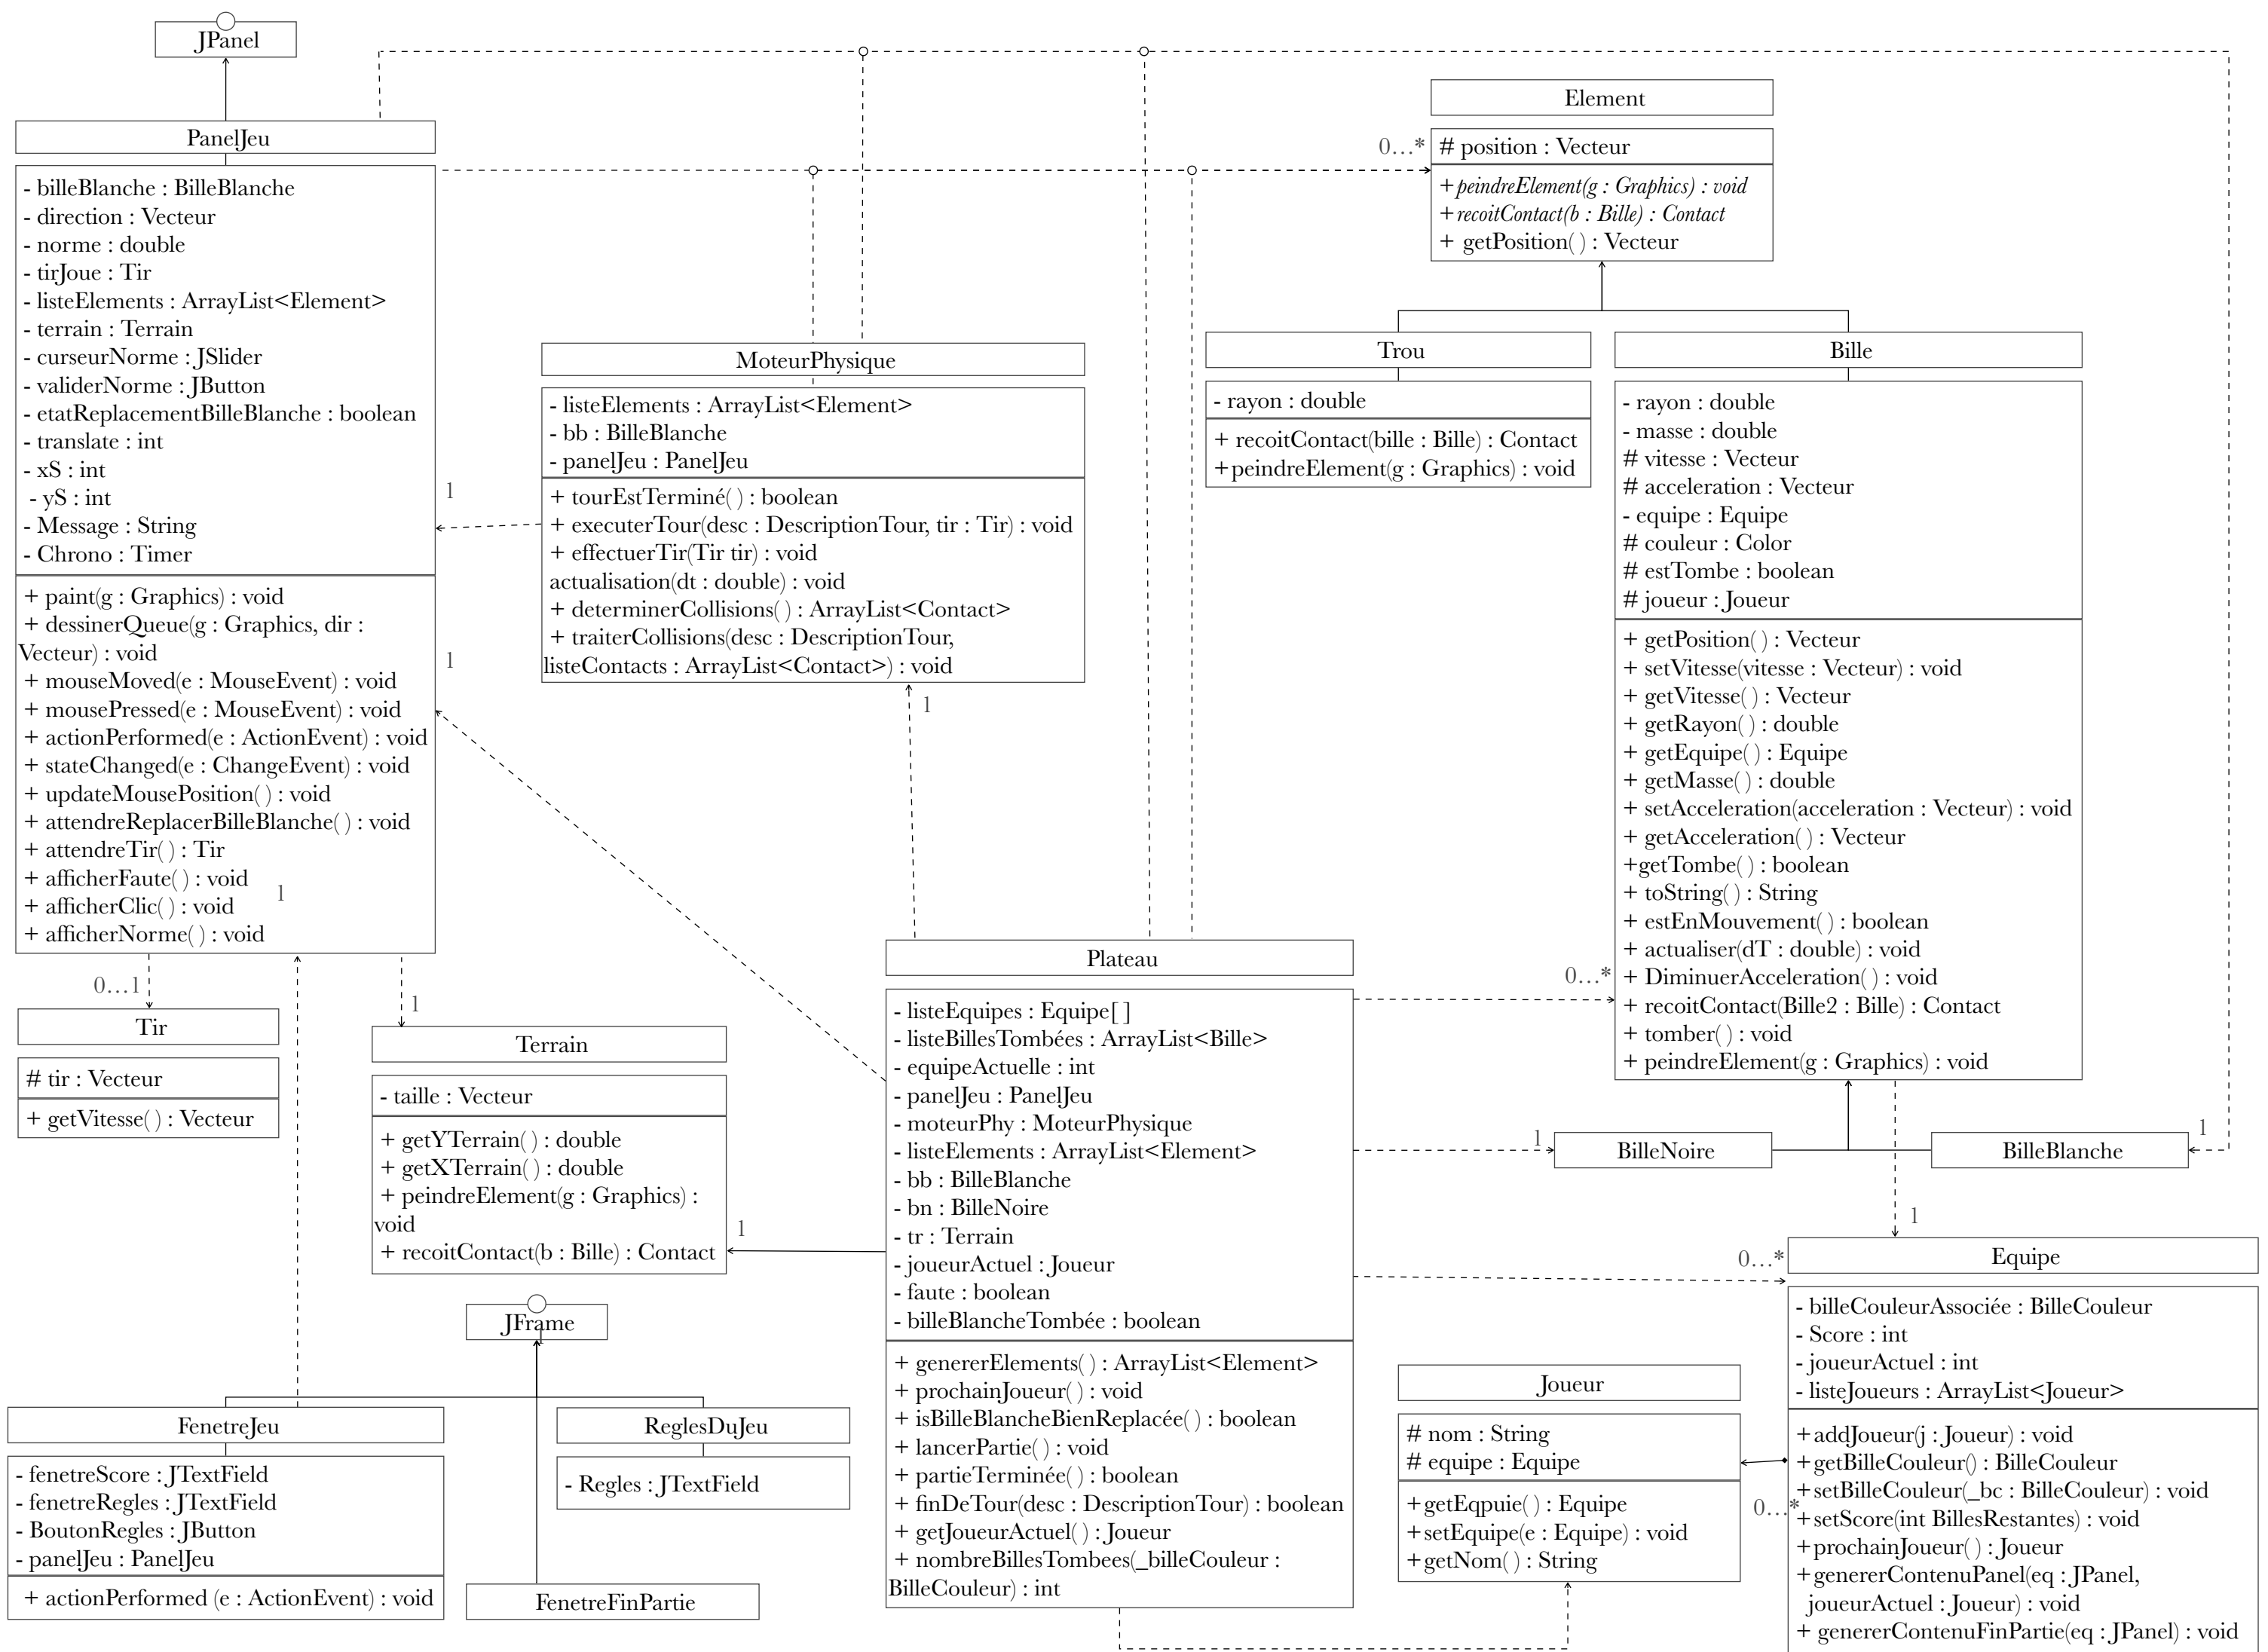 JPanel
PanelJeu
- billeBlanche : BilleBlanche
- direction : Vecteur
- norme : double
- tirJoue : Tir
- listeElements : ArrayList<Element>
- terrain : Terrain
- curseurNorme : JSlider
- validerNorme : JButton
- etatReplacementBilleBlanche : boolean
- translate : int
- xS : int
- yS : int
- Message : String
- Chrono : Timer
+ paint(g : Graphics) : void
+ dessinerQueue(g : Graphics, dir :
Vecteur) : void
+ mouseMoved(e : MouseEvent) : void
+ mousePressed(e : MouseEvent) : void
+ actionPerformed(e : ActionEvent) : void
+ stateChanged(e : ChangeEvent) : void
+ updateMousePosition( ) : void
+ attendreReplacerBilleBlanche( ) : void
+ attendreTir( ) : Tir
+ afficherFaute( ) : void
+ afficherClic( ) : void
+ afficherNorme( ) : void
1
1
1
MoteurPhysique
- listeElements : ArrayList<Element>
- bb : BilleBlanche
- panelJeu : PanelJeu
+ tourEstTerminé( ) : boolean
+ executerTour(desc : DescriptionTour, tir : Tir) : void
+ effectuerTir(Tir tir) : void
actualisation(dt : double) : void
+ determinerCollisions( ) : ArrayList<Contact>
+ traiterCollisions(desc : DescriptionTour,
listeContacts : ArrayList<Contact>) : void
1
Element
0...*
# position : Vecteur
+ peindreElement(g : Graphics) : void
+ recoitContact(b : Bille) : Contact
+ getPosition( ) : Vecteur
Trou
- rayon : double
+ recoitContact(bille : Bille) : Contact
+peindreElement(g : Graphics) : void
Bille
- rayon : double
- masse : double
# vitesse : Vecteur
# acceleration : Vecteur
- equipe : Equipe
# couleur : Color
# estTombe : boolean
# joueur : Joueur
+ getPosition( ) : Vecteur
+ setVitesse(vitesse : Vecteur) : void
+ getVitesse( ) : Vecteur
+ getRayon( ) : double
+ getEquipe( ) : Equipe
+ getMasse( ) : double
+ setAcceleration(acceleration : Vecteur) : void
+ getAcceleration( ) : Vecteur
+getTombe( ) : boolean
+ toString( ) : String
+ estEnMouvement( ) : boolean
+ actualiser(dT : double) : void
+ DiminuerAcceleration( ) : void
+ recoitContact(Bille2 : Bille) : Contact
+ tomber( ) : void
+ peindreElement(g : Graphics) : void
0...*
0...1
Tir
# tir : Vecteur
+ getVitesse( ) : Vecteur
1
Terrain
- taille : Vecteur
+ getYTerrain( ) : double
+ getXTerrain( ) : double
+ peindreElement(g : Graphics) :
void
+ recoitContact(b : Bille) : Contact
1
Plateau
- listeEquipes : Equipe[ ]
- listeBillesTombées : ArrayList<Bille>
- equipeActuelle : int
- panelJeu : PanelJeu
- moteurPhy : MoteurPhysique
- listeElements : ArrayList<Element>
- bb : BilleBlanche
- bn : BilleNoire
- tr : Terrain
- joueurActuel : Joueur
- faute : boolean
- billeBlancheTombée : boolean
+ genererElements( ) : ArrayList<Element>
+ prochainJoueur( ) : void
+ isBilleBlancheBienReplacée( ) : boolean
+ lancerPartie( ) : void
+ partieTerminée( ) : boolean
+ finDeTour(desc : DescriptionTour) : boolean
+ getJoueurActuel( ) : Joueur
+ nombreBillesTombees(_billeCouleur :
BilleCouleur) : int
1
BilleNoire
BilleBlanche
1
1
0...*
Equipe
- billeCouleurAssociée : BilleCouleur
- Score : int
- joueurActuel : int
- listeJoueurs : ArrayList<Joueur>
+addJoueur(j : Joueur) : void
+getBilleCouleur() : BilleCouleur
+setBilleCouleur(_bc : BilleCouleur) : void
+setScore(int BillesRestantes) : void
+prochainJoueur( ) : Joueur
+genererContenuPanel(eq : JPanel,
joueurActuel : Joueur) : void
+ genererContenuFinPartie(eq : JPanel) : void
Joueur
# nom : String
# equipe : Equipe
+getEqpuie( ) : Equipe
+setEquipe(e : Equipe) : void
+getNom( ) : String
0...*
JFrame
1
FenetreJeu
- fenetreScore : JTextField
- fenetreRegles : JTextField
- BoutonRegles : JButton
- panelJeu : PanelJeu
+ actionPerformed (e : ActionEvent) : void
ReglesDuJeu
- Regles : JTextField
FenetreFinPartie